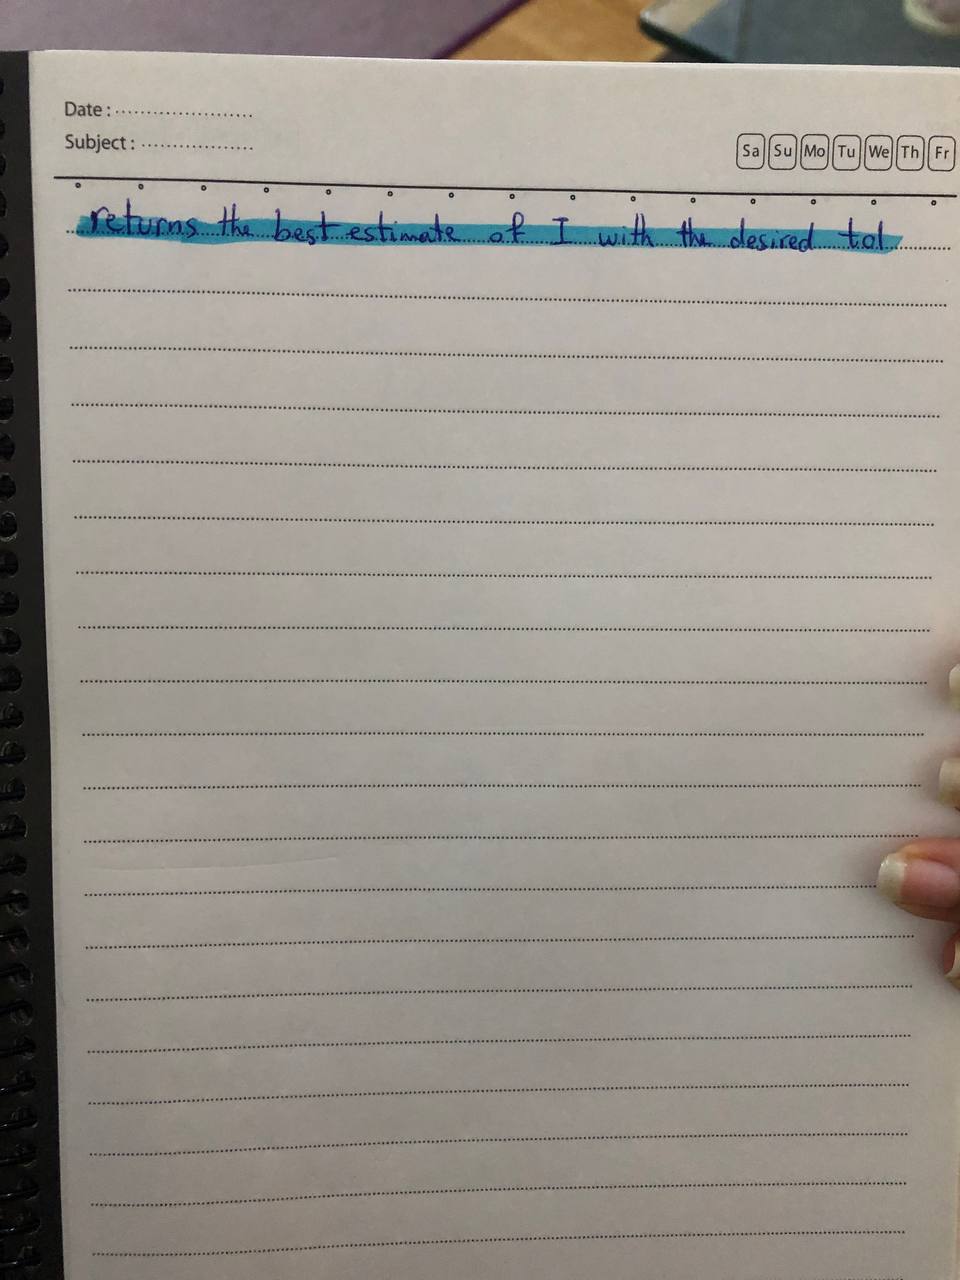 Date : ......................
Subject : ..................
Sa Su Mo Tu We Th Fr
returns the best estimate of I with the desired tol